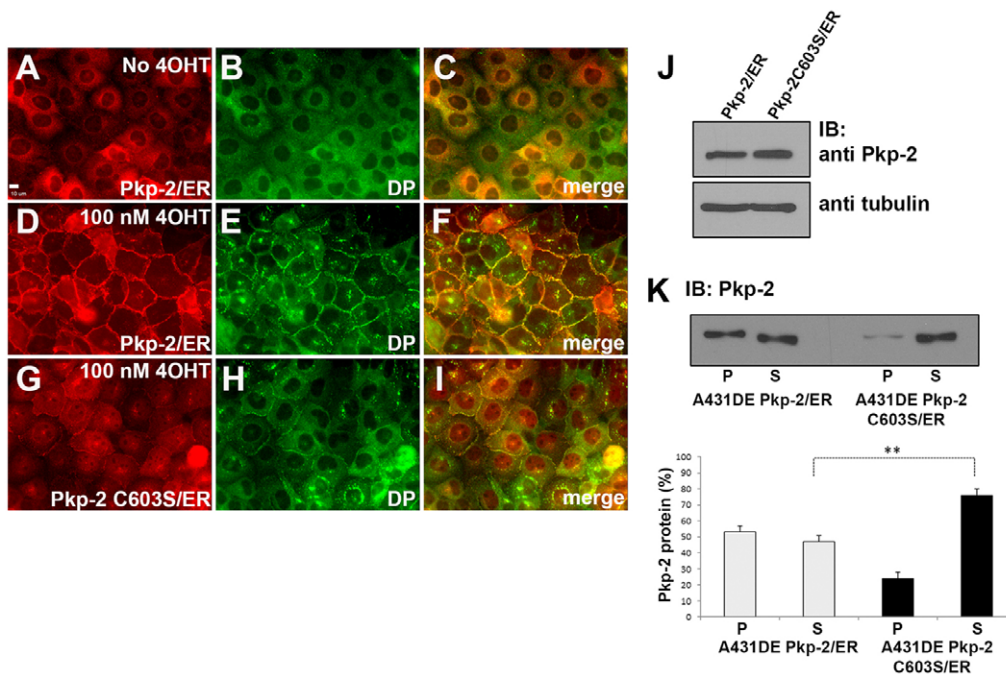 A
No 4OHT
Pkp-2/ER
10 um
B
DP
C
merge
D
100 nM 4OHT
Pkp-2/ER
E
DP
F
merge
G
100 nM 4OHT
Pkp-2 C603S/ER
H
DP
I
merge
J
Pkp-2/ER
Pkp-2C603S/ER
IB:
anti Pkp-2
anti tubulin
K IB: Pkp-2
P S P S
A431DE Pkp-2/ER A431DE Pkp-2
C603S/ER
Pkp-2 protein (%)
100
90
80
70
60
50
40
30
20
10
0
**
P S P S
A431DE Pkp-2/ER A431DE Pkp-2
C603S/ER